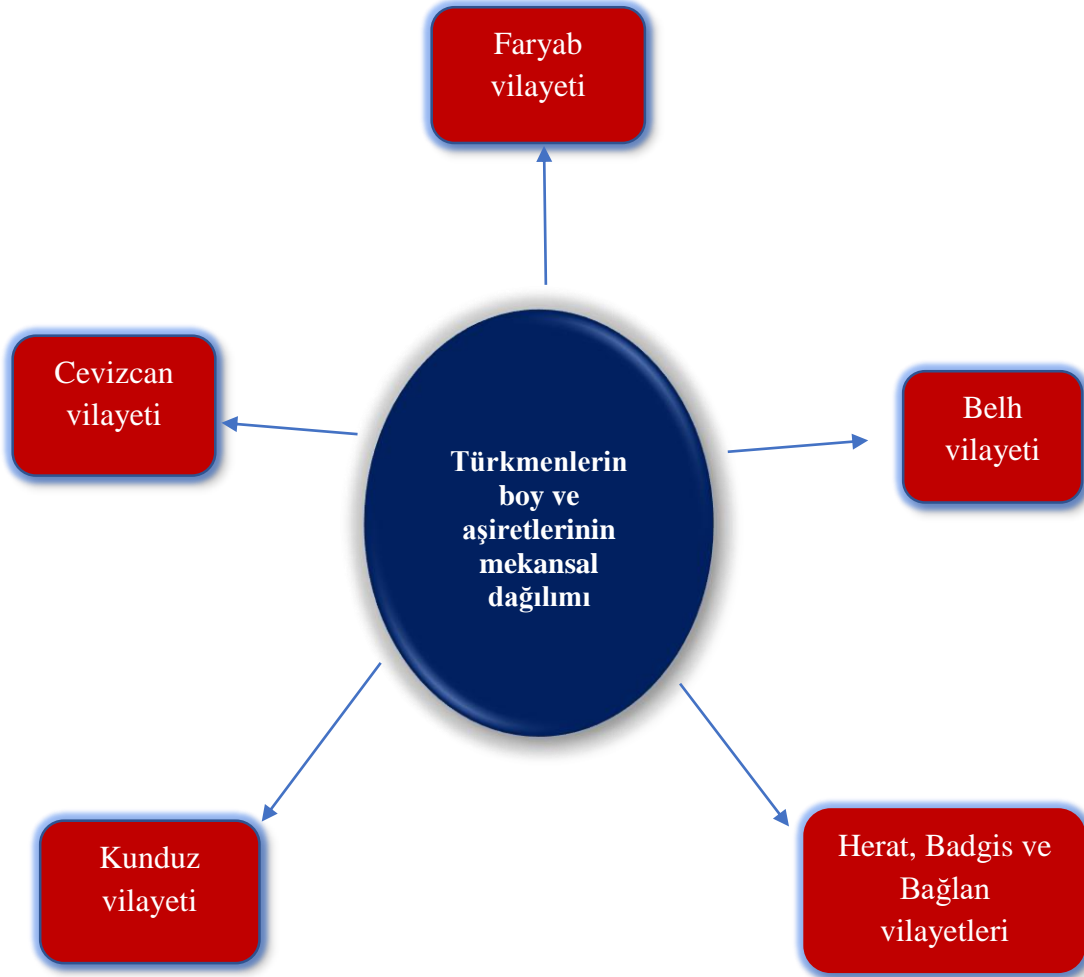 Faryab
vilayeti
Cevizcan
vilayeti
Belh
vilayeti
Türkmenlerin
boy ve
aşiretlerinin
mekansal
dağılımı
Kunduz
vilayeti
Herat, Badgis ve
Bağlan
vilayetleri